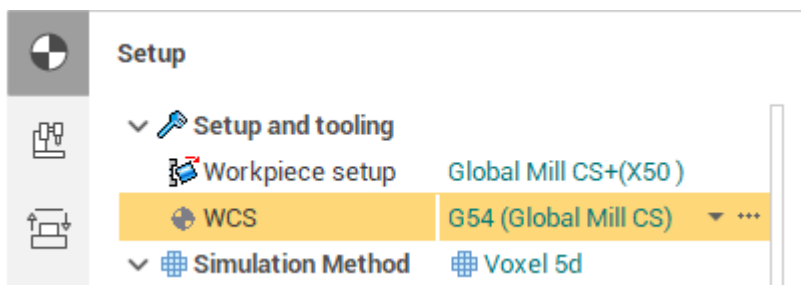 Setup
Setup and tooling
Workpiece setup Global Mill CS+(X50 )
WCS G54 (Global Mill CS)
Simulation Method Voxel 5d